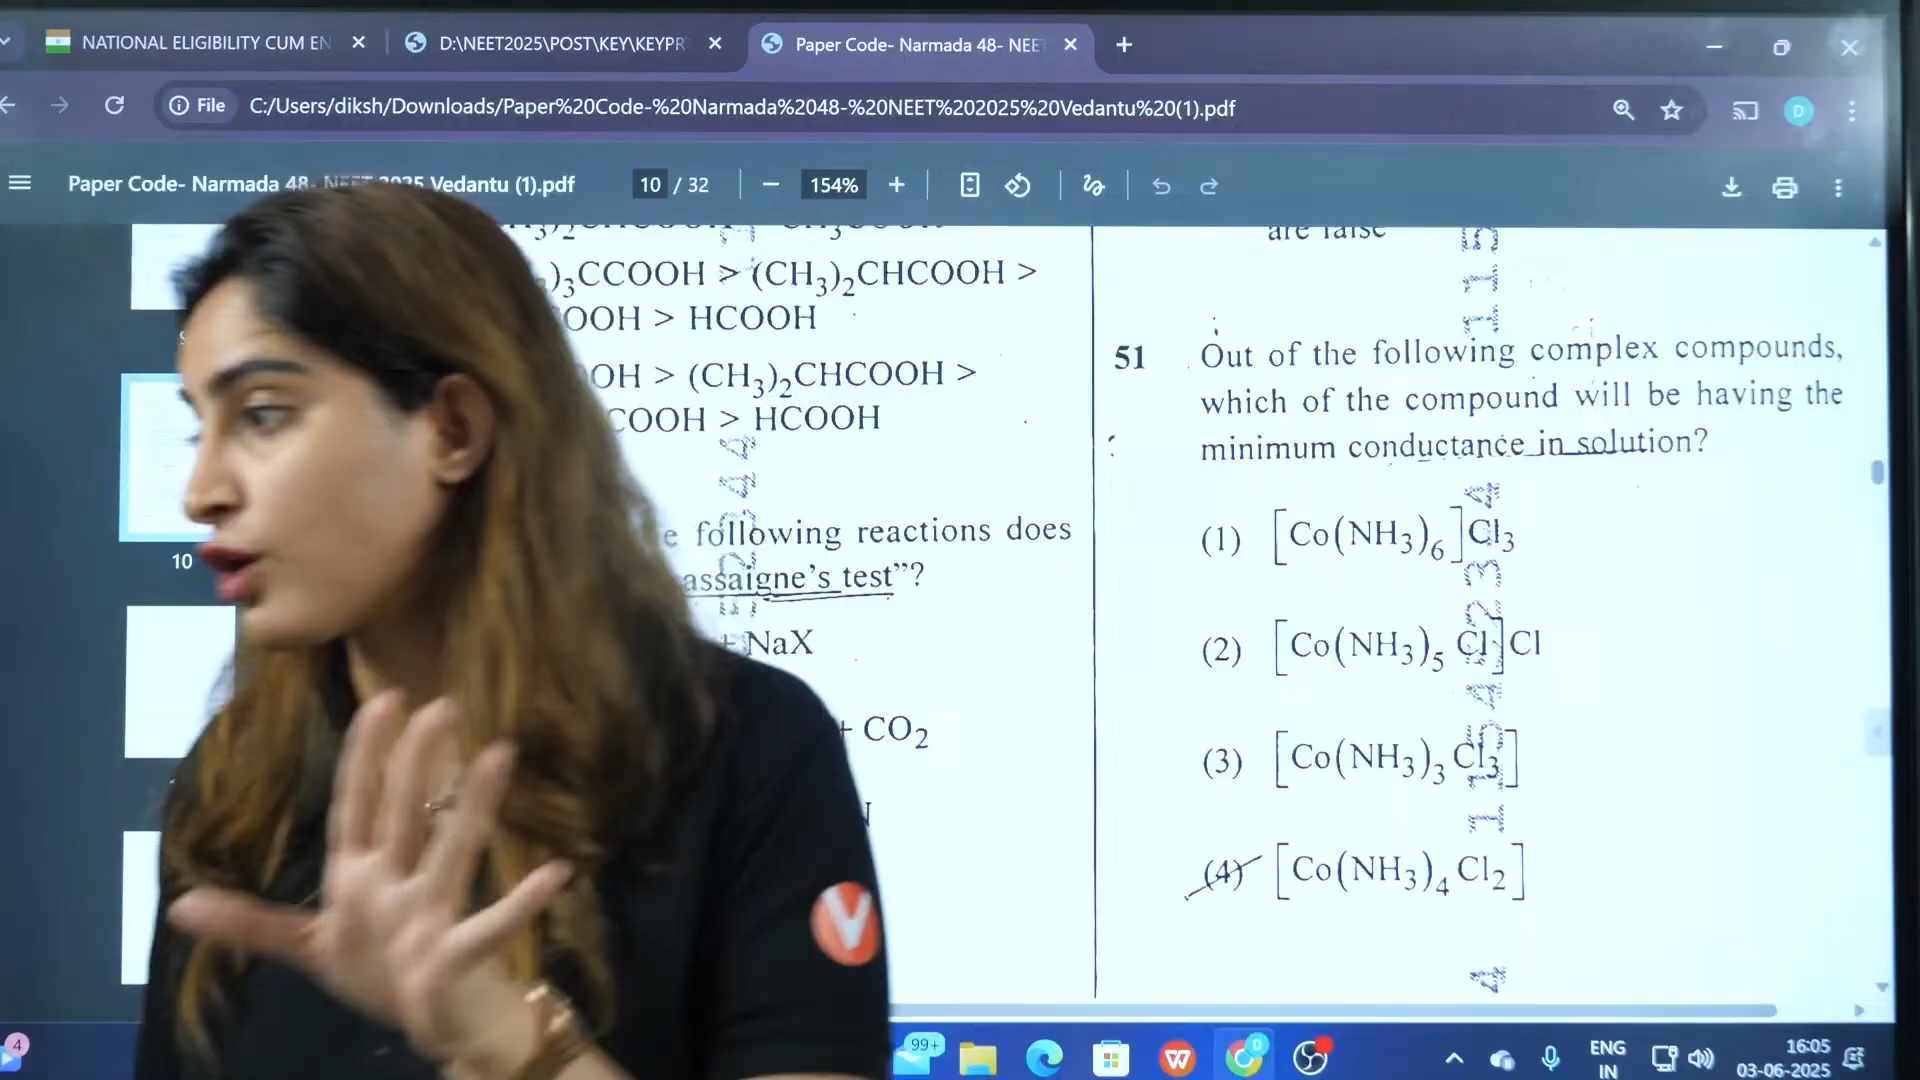 NATIONAL ELIGIBILITY CUM EN
D:\NEET2025\POST\KEY\KEYPR
Paper Code- Narmada 48- NEE
File
C:/Users/diksh/Downloads/Paper%20Code-%20Narmada%2048-%20NEET%202025%20Vedantu%20(1).pdf
D
Paper Code- Narmada 48- NEET 2025 Vedantu (1).pdf
10 / 32
154%
)₃CCOOH > (CH₃)₂CHCOOH >
OOH > HCOOH
OH > (CH₃)₂CHCOOH >
COOH > HCOOH
e following reactions does
assaigne's test"?
+ NaX
+ CO₂
10
are false
51 Out of the following complex compounds,
which of the compound will be having the
minimum conductance in solution?
(1) [Co(NH₃)₆]Cl₃
(2) [Co(NH₃)₅Cl]Cl
(3) [Co(NH₃)₃Cl₃]
(4) [Co(NH₃)₄Cl₂]
V
4
99+
ENG
IN
16:05
03-06-2025